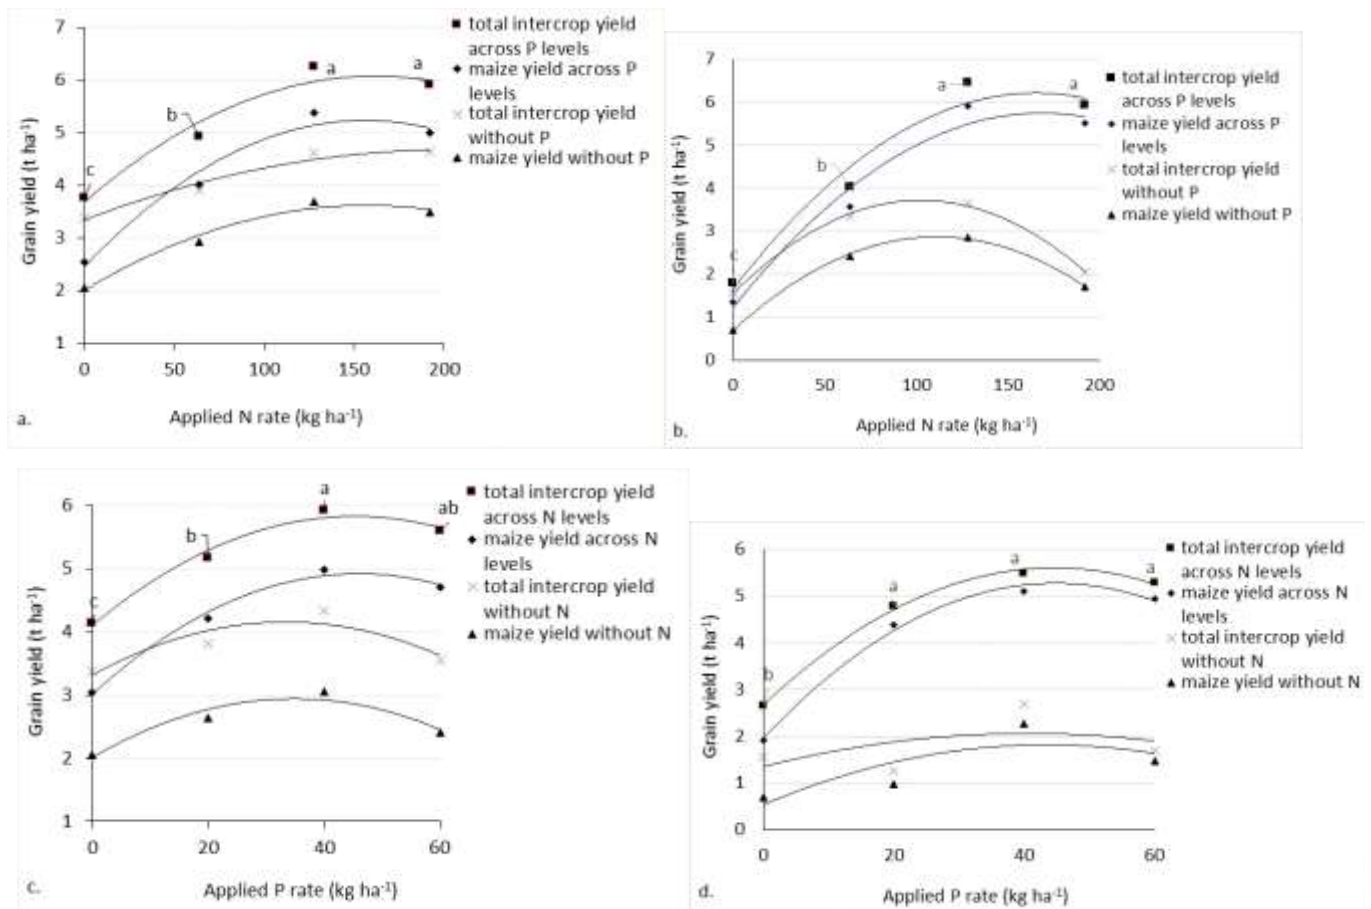 7
6
5
4
3
2
1
0
50
100
150
200
Grain yield (t ha⁻¹)
Applied N rate (kg ha⁻¹)
a.
c
b
a
a
total intercrop yield
across P levels
maize yield across P
levels
total intercrop yield
without P
maize yield without P
7
6
5
4
3
2
1
0
0
50
100
150
200
Grain yield (t ha⁻¹)
Applied N rate (kg ha⁻¹)
b.
c
b
a
a
total intercrop yield
across P levels
maize yield across P
levels
total intercrop yield
without P
maize yield without P
6
5
4
3
2
1
0
20
40
60
Grain yield (t ha⁻¹)
Applied P rate (kg ha⁻¹)
c.
c
b
a
ab
total intercrop yield
across N levels
maize yield across N
levels
total intercrop yield
without N
maize yield without N
6
5
4
3
2
1
0
0
20
40
60
Grain yield (t ha⁻¹)
Applied P rate (kg ha⁻¹)
d.
b
a
a
a
total intercrop yield
across N levels
maize yield across N
levels
total intercrop yield
without N
maize yield without N